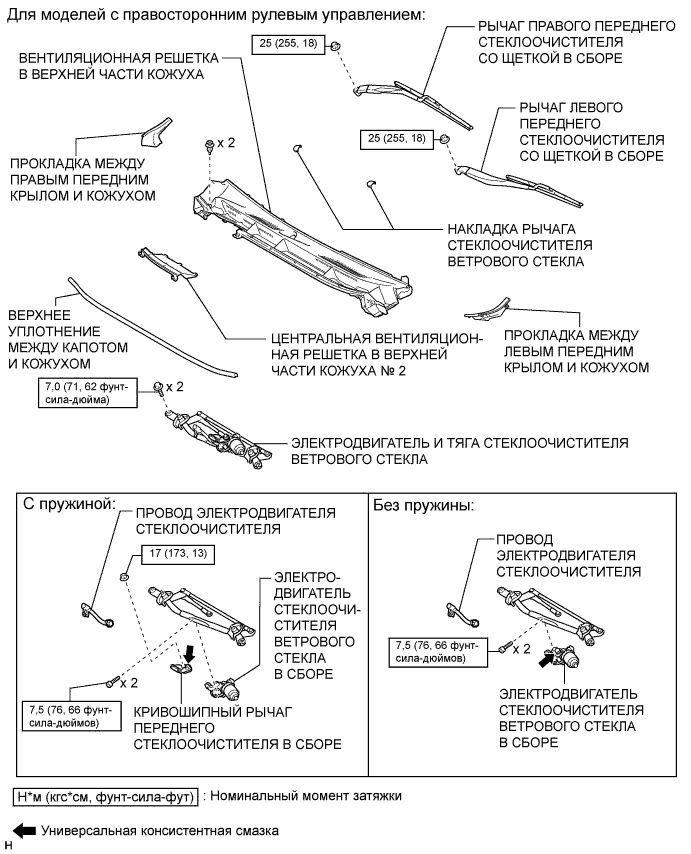 Для моделей с правосторонним рулевым управлением:
25 (255, 18)
РЫЧАГ ПРАВОГО ПЕРЕДНЕГО
СТЕКЛООЧИСТИТЕЛЯ
СО ЩЕТКОЙ В СБОРЕ
ВЕНТИЛЯЦИОННАЯ РЕШЕТКА
В ВЕРХНЕЙ ЧАСТИ КОЖУХА
РЫЧАГ ЛЕВОГО
ПЕРЕДНЕГО
СТЕКЛООЧИСТИТЕЛЯ
СО ЩЕТКОЙ В СБОРЕ
25 (255, 18)
x 2
ПРОКЛАДКА МЕЖДУ
ПРАВЫМ ПЕРЕДНИМ
КРЫЛОМ И КОЖУХОМ
НАКЛАДКА РЫЧАГА
СТЕКЛООЧИСТИТЕЛЯ
ВЕТРОВОГО СТЕКЛА
ВЕРХНЕЕ
УПЛОТНЕНИЕ
МЕЖДУ КАПОТОМ
И КОЖУХОМ
ЦЕНТРАЛЬНАЯ ВЕНТИЛЯЦИОН-
НАЯ РЕШЕТКА В ВЕРХНЕЙ
ЧАСТИ КОЖУХА № 2
ПРОКЛАДКА МЕЖДУ
ЛЕВЫМ ПЕРЕДНИМ
КРЫЛОМ И КОЖУХОМ
7,0 (71, 62 фунт-
сила-дюйма)
x 2
ЭЛЕКТРОДВИГАТЕЛЬ И ТЯГА СТЕКЛООЧИСТИТЕЛЯ
ВЕТРОВОГО СТЕКЛА
С пружиной:
ПРОВОД ЭЛЕКТРОДВИГАТЕЛЯ
СТЕКЛООЧИСТИТЕЛЯ
17 (173, 13)
ЭЛЕКТРО-
ДВИГАТЕЛЬ
СТЕКЛООЧИ-
СТИТЕЛЯ
ВЕТРОВОГО
СТЕКЛА
В СБОРЕ
x 2
7,5 (76, 66 фунт-
сила-дюймов)
КРИВОШИПНЫЙ РЫЧАГ
ПЕРЕДНЕГО
СТЕКЛООЧИСТИТЕЛЯ В СБОРЕ
Без пружины:
ПРОВОД
ЭЛЕКТРОДВИГАТЕЛЯ
СТЕКЛООЧИСТИТЕЛЯ
7,5 (76, 66 фунт-
сила-дюймов)
x 2
ЭЛЕКТРОДВИГАТЕЛЬ
СТЕКЛООЧИСТИТЕЛЯ
ВЕТРОВОГО СТЕКЛА
В СБОРЕ
Н*м (кгс*см, фунт-сила-фут) : Номинальный момент затяжки
Универсальная консистентная смазка
H